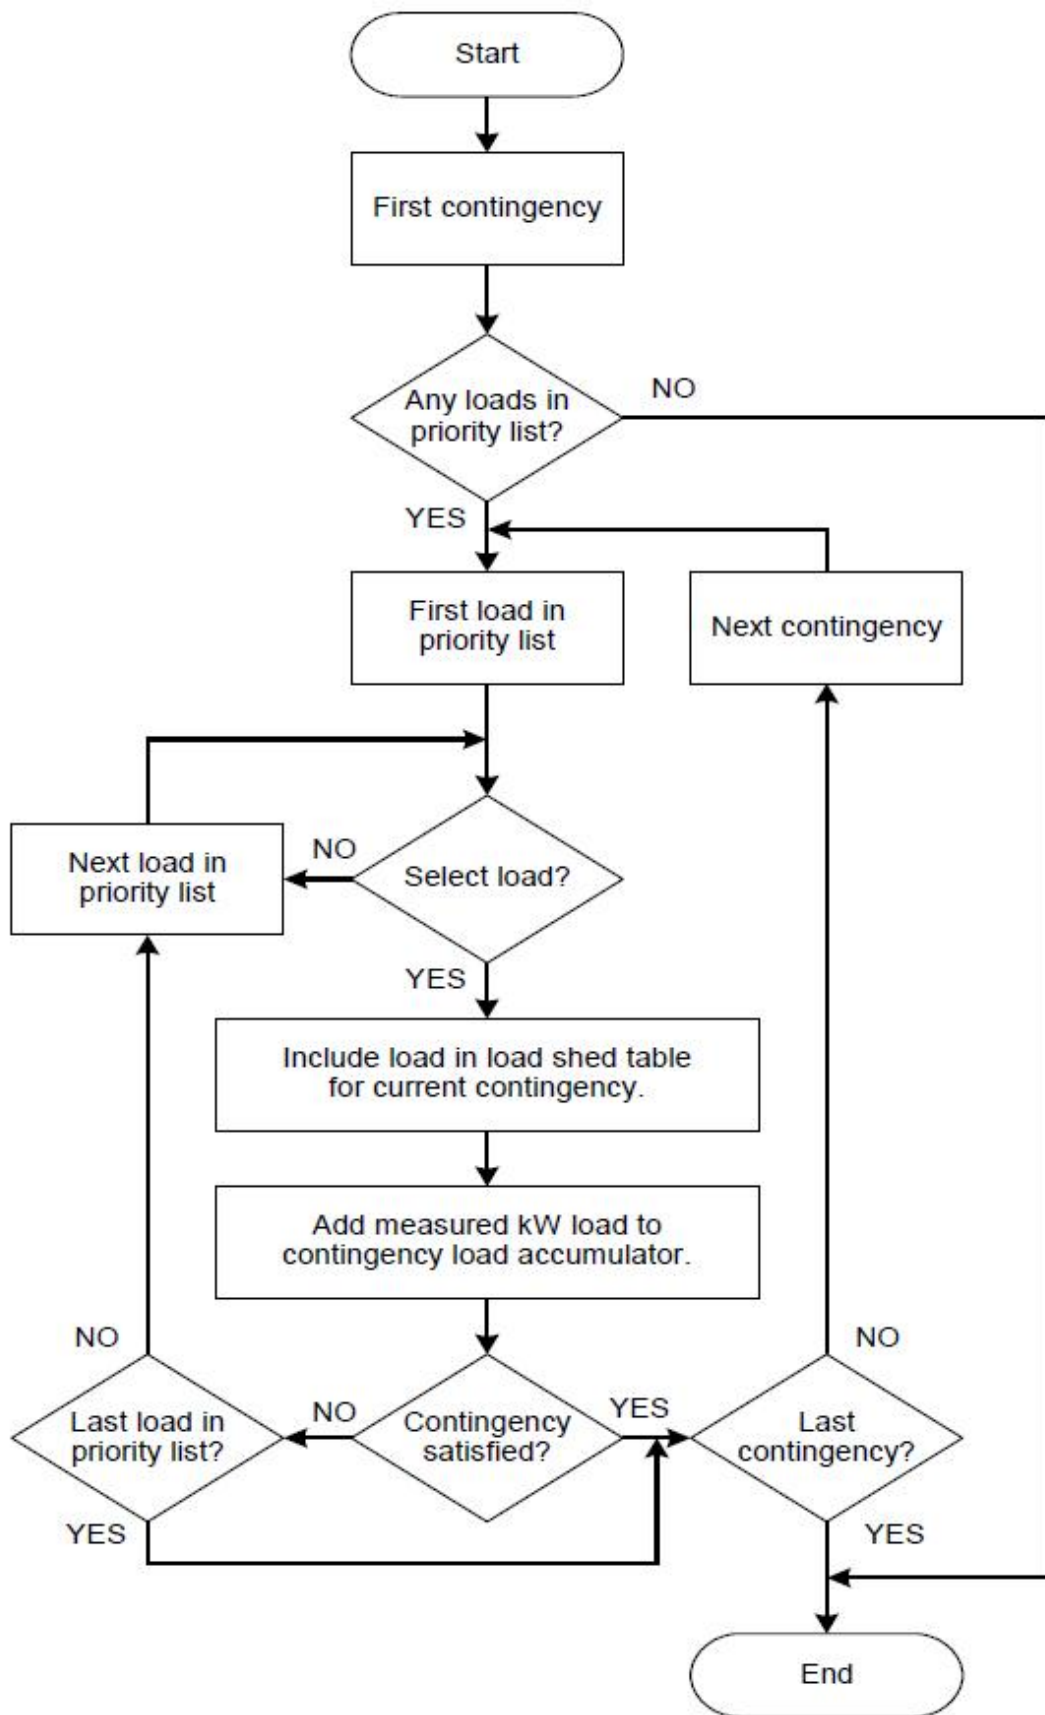 Start
First contingency
Any loads in
priority list?
NO
YES
First load in
priority list
Next contingency
Next load in
priority list
NO
Select load?
YES
Include load in load shed table
for current contingency.
Add measured kW load to
contingency load accumulator.
NO
NO
Last load in
priority list?
NO
Contingency
satisfied?
YES
Last
contingency?
YES
YES
End